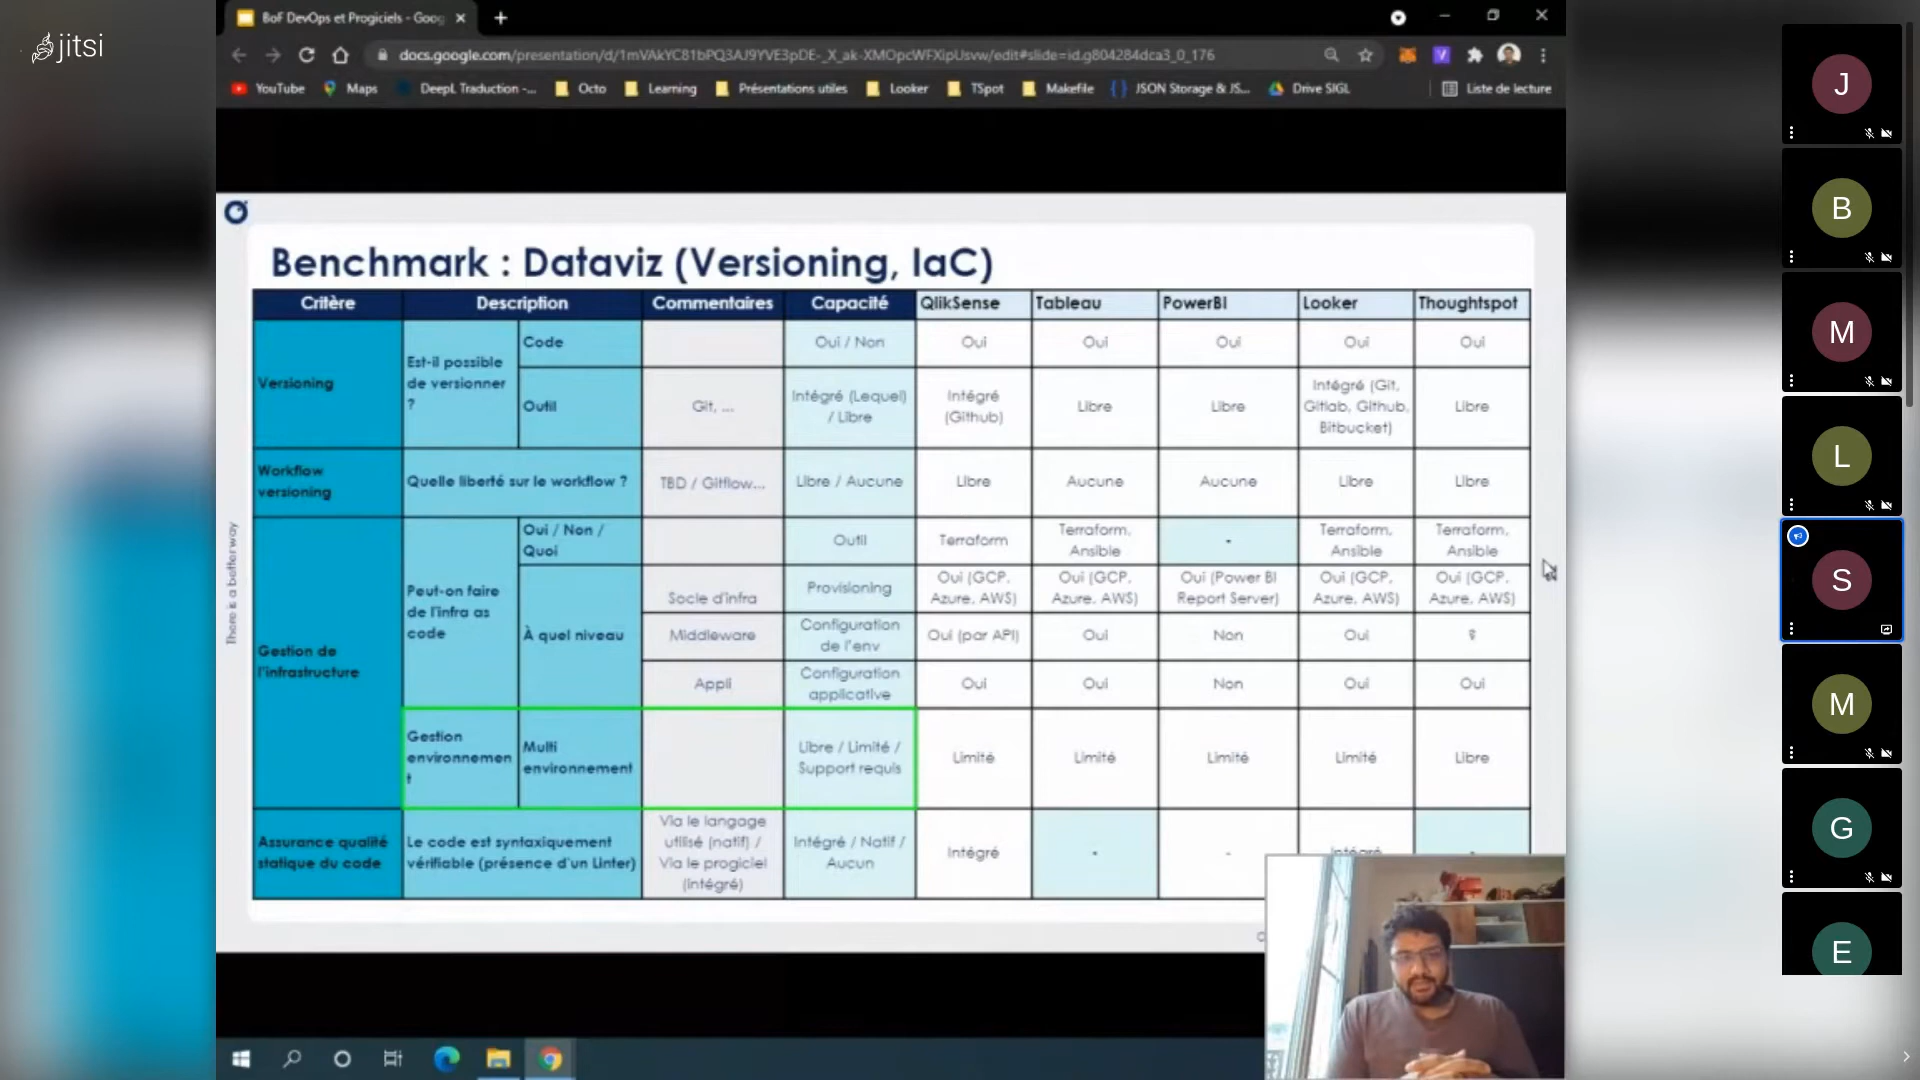 jitsi
BoF DevOps et Progiciels - Goog
docs.google.com/presentation/d/1mVAkYC81bPQ3AJ9YVE3pDE-_X_ak-XMOpcWFXipUsvw/edit#slide=id.g804284dca3_0_176
YouTube Maps DeepL Traduction -... Octo Learning Présentations utiles Looker TSpot Makefile JSON Storage & JS... Drive SIGL Liste de lecture
There is a better way
Benchmark : Dataviz (Versioning, IaC)
Critère Description Commentaires Capacité QlikSense Tableau PowerBI Looker Thoughtspot
Versioning
Est-il possible
de versionner
?
Code
Oui / Non
Oui
Oui
Oui
Oui
Oui
Outil
Git, ...
Intégré (Lequel)
/ Libre
Intégré
(Github)
Libre
Libre
Intégré (Git,
Gitlab, Github,
Bitbucket)
Libre
Workflow
versioning
Quelle liberté sur le workflow ?
TBD / Gitflow...
Libre / Aucune
Libre
Aucune
Aucune
Libre
Libre
Gestion de
l'infrastructure
Peut-on faire
de l'infra as
code
Oui / Non /
Quoi
Outil
Terraform
Terraform,
Ansible
-
Terraform,
Ansible
Terraform,
Ansible
À quel niveau
Socle d'infra
Provisioning
Oui (GCP,
Azure, AWS)
Oui (GCP,
Azure, AWS)
Oui (Power BI
Report Server)
Oui (GCP,
Azure, AWS)
Oui (GCP,
Azure, AWS)
Middleware
Configuration
de l'env
Oui (par API)
Oui
Non
Oui
?
Appli
Configuration
applicative
Oui
Oui
Non
Oui
Oui
Gestion
environnemen
t
Multi
environnement
Libre / Limité /
Support requis
Limité
Limité
Limité
Limité
Libre
Assurance qualité
statique du code
Le code est syntaxiquement
vérifiable (présence d'un Linter)
Via le langage
utilisé (natif) /
Via le progiciel
(intégré)
Intégré / Natif /
Aucun
Intégré
-
-
Intégré
-
J
B
M
L
S
M
G
E